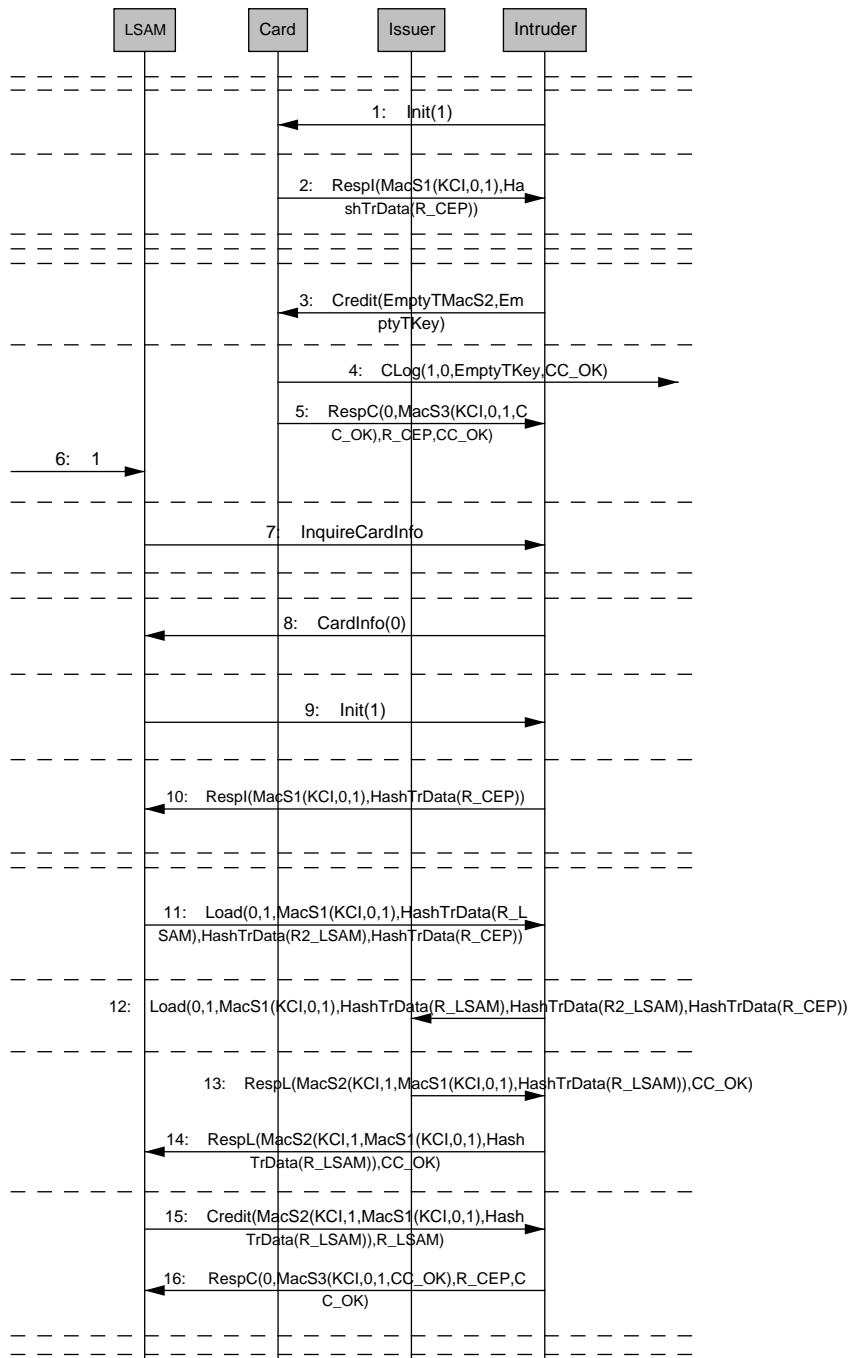 LSAM Card Issuer Intruder
1: Init(1)
2: RespI(MacS1(KCI,0,1),Ha
shTrData(R_CEP))
3: Credit(EmptyTMacS2,Em
ptyTKey)
4: CLog(1,0,EmptyTKey,CC_OK)
5: RespC(0,MacS3(KCI,0,1,C
C_OK),R_CEP,CC_OK)
6: 1
7: InquireCardInfo
8: CardInfo(0)
9: Init(1)
10: RespI(MacS1(KCI,0,1),HashTrData(R_CEP))
11: Load(0,1,MacS1(KCI,0,1),HashTrData(R_L
SAM),HashTrData(R2_LSAM),HashTrData(R_CEP))
12: Load(0,1,MacS1(KCI,0,1),HashTrData(R_LSAM),HashTrData(R2_LSAM),HashTrData(R_CEP))
13: RespL(MacS2(KCI,1,MacS1(KCI,0,1),HashTrData(R_LSAM)),CC_OK)
14: RespL(MacS2(KCI,1,MacS1(KCI,0,1),Hash
TrData(R_LSAM)),CC_OK)
15: Credit(MacS2(KCI,1,MacS1(KCI,0,1),Hash
TrData(R_LSAM)),R_LSAM)
16: RespC(0,MacS3(KCI,0,1,CC_OK),R_CEP,C
C_OK)